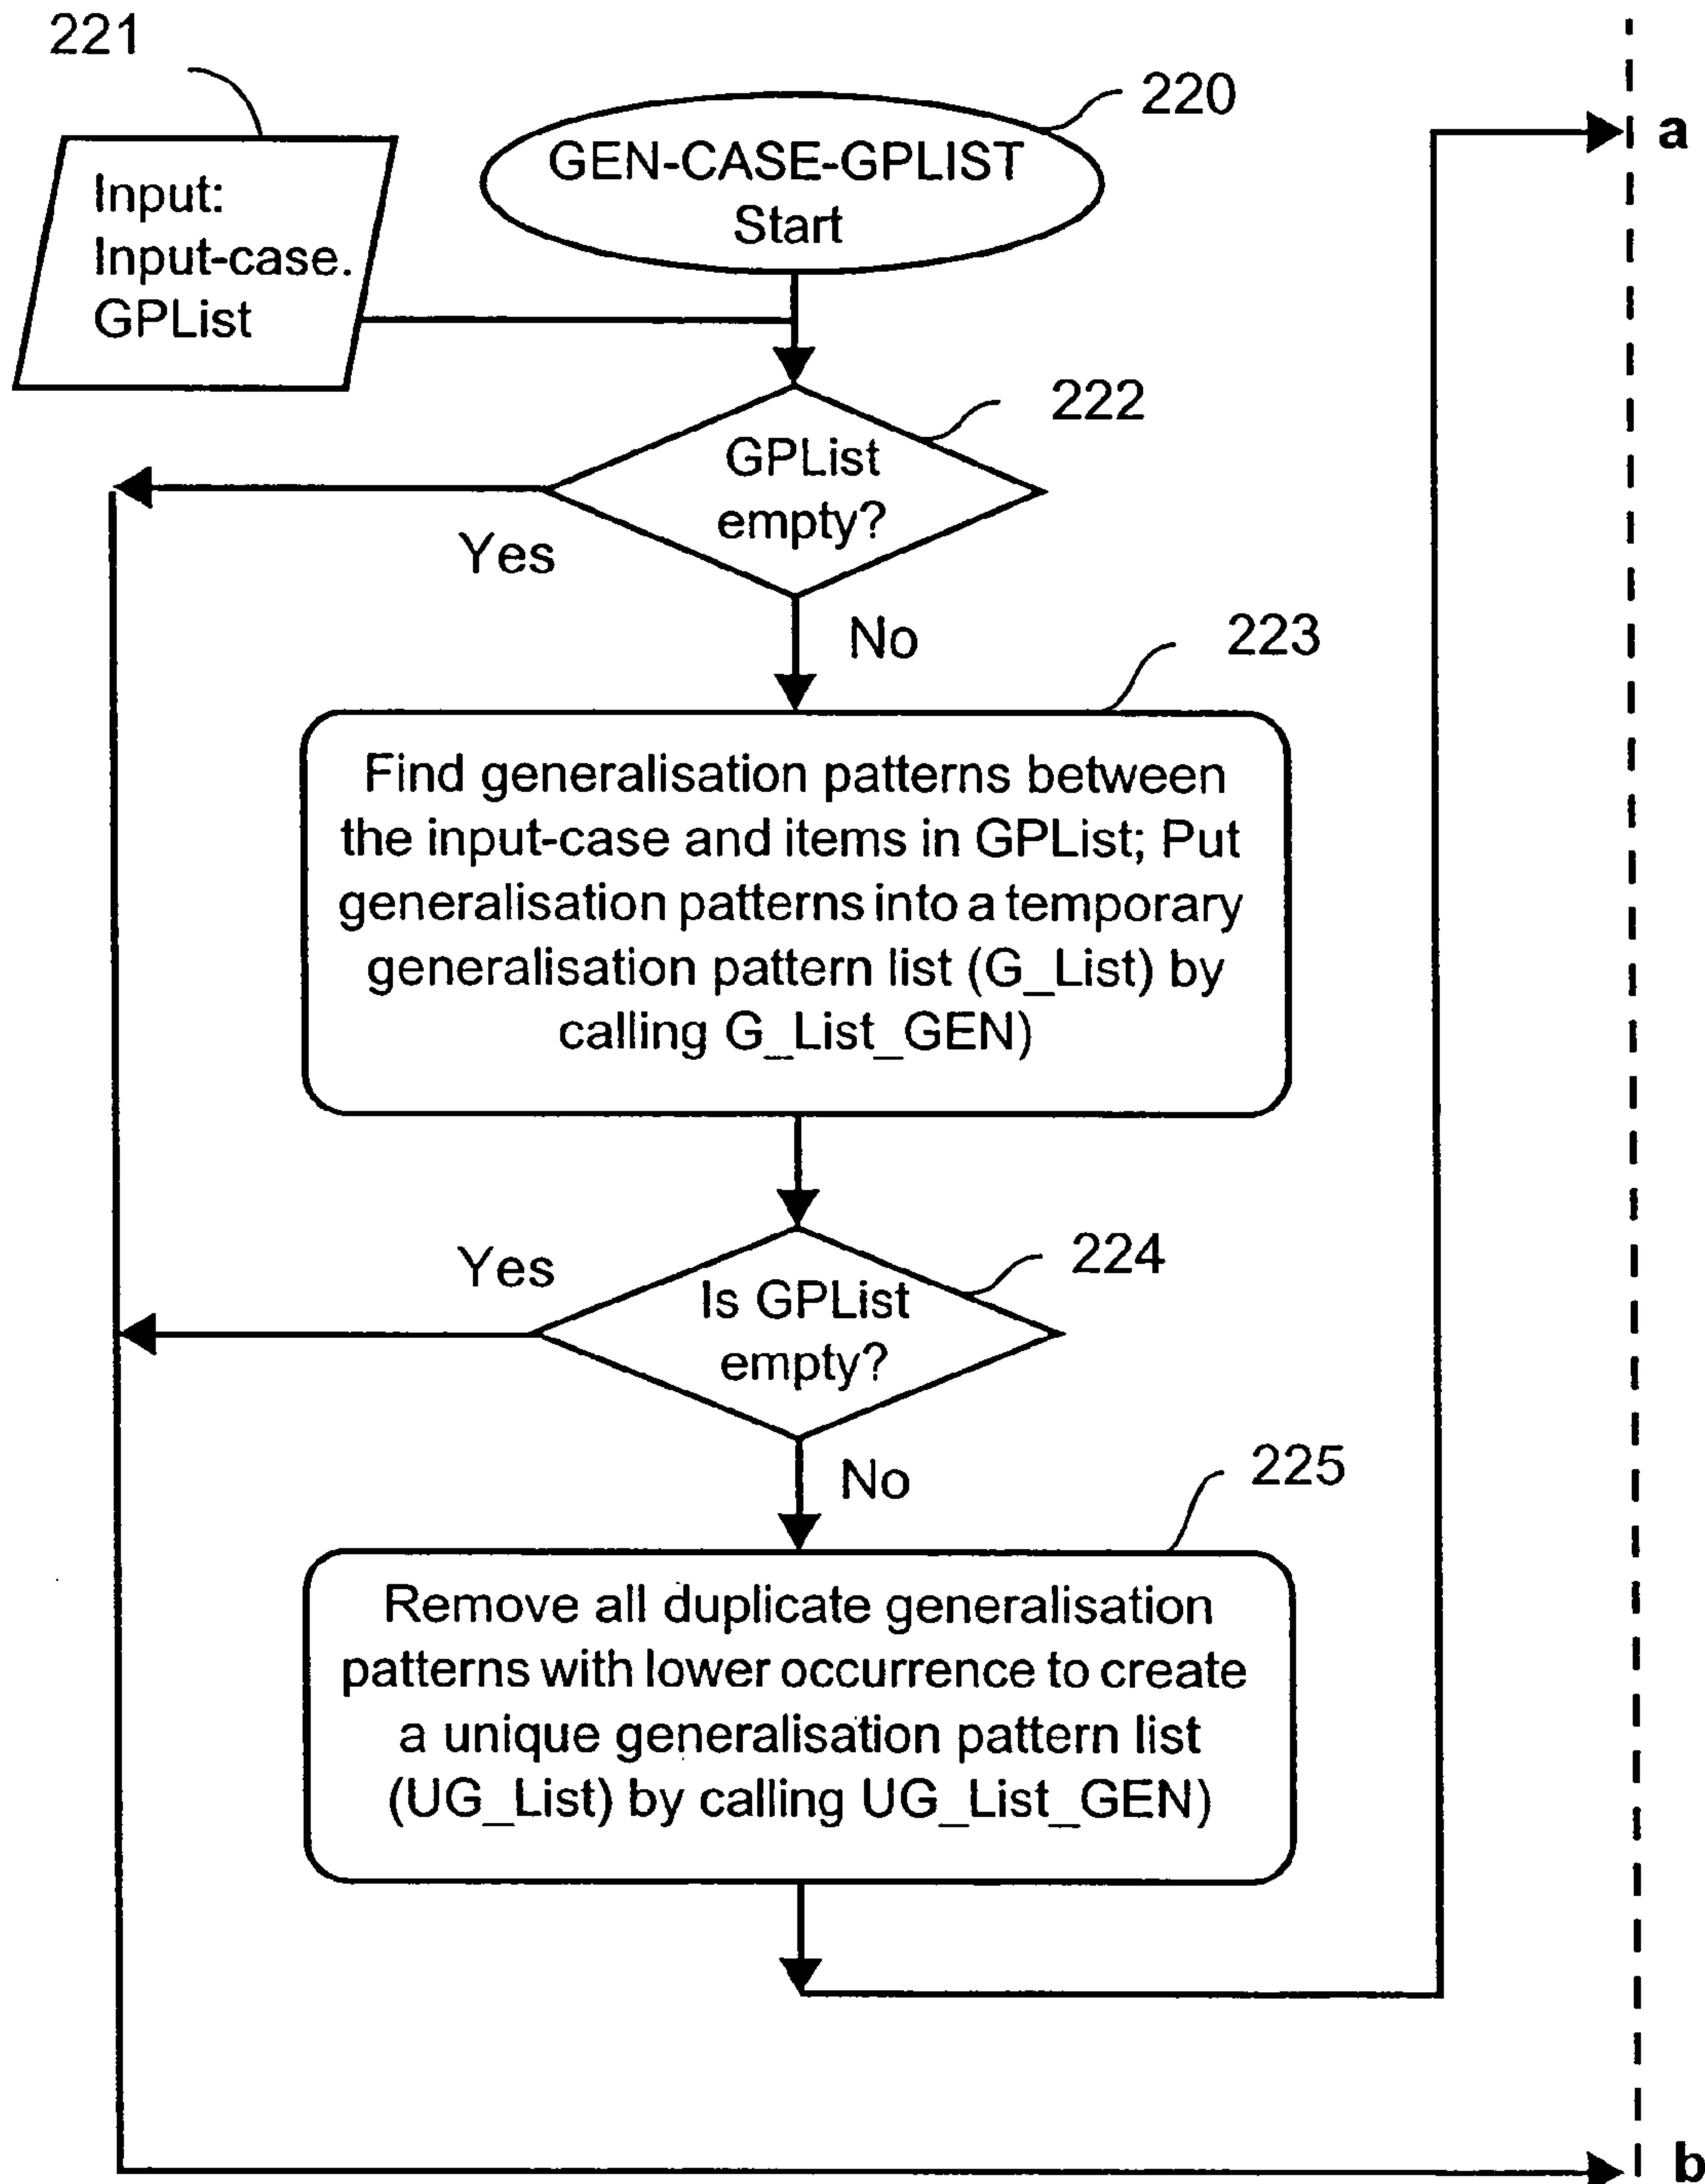 221
220
a
GEN-CASE-GPLIST
Start
Input:
Input-case.
GPList
222
GPList
empty?
Yes
No
223
Find generalisation patterns between
the input-case and items in GPList; Put
generalisation patterns into a temporary
generalisation pattern list (G_List) by
calling G_List_GEN)
224
Yes
Is GPList
empty?
No
225
Remove all duplicate generalisation
patterns with lower occurrence to create
a unique generalisation pattern list
(UG_List) by calling UG_List_GEN)
b